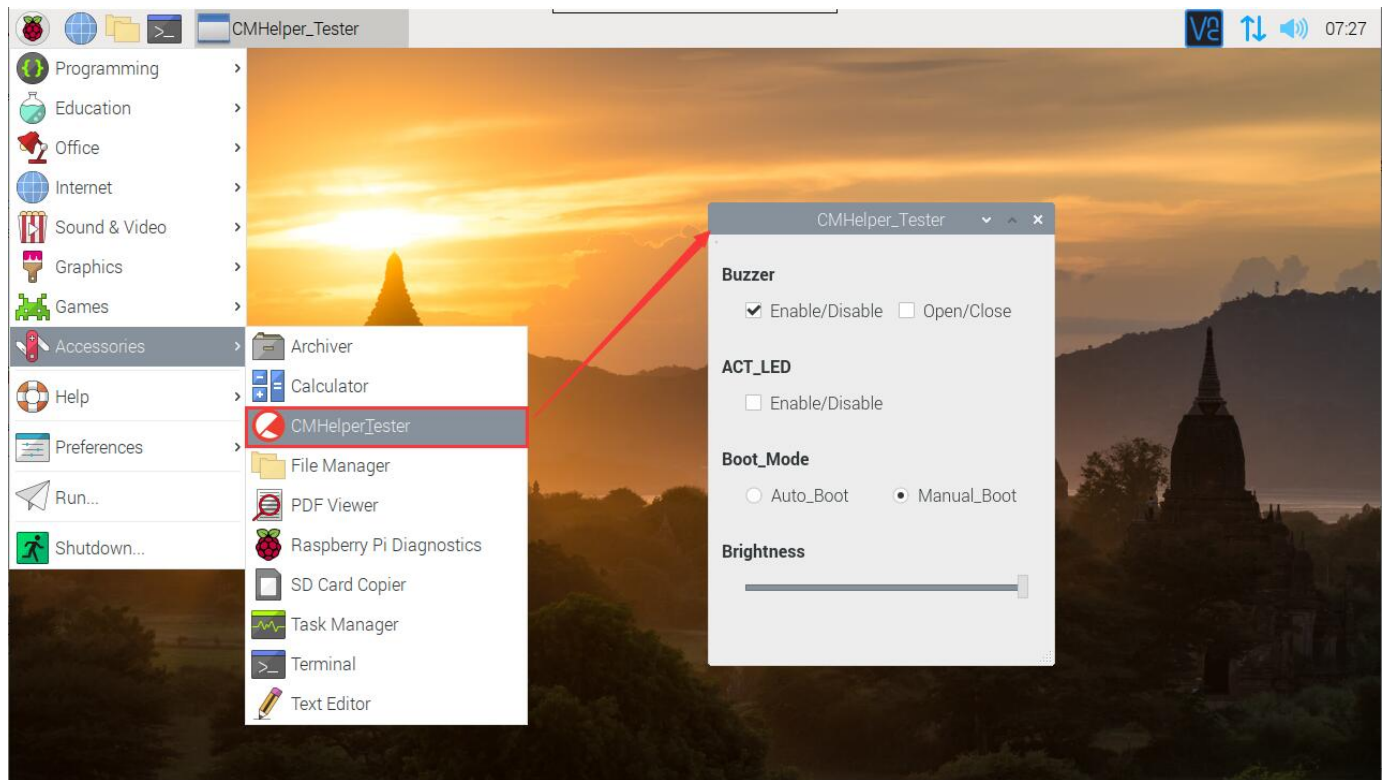 CMHelper_Tester
V2
07:27
Programming
Education
Office
Internet
Sound & Video
Graphics
Games
Accessories
Help
Preferences
Run...
Shutdown...
Archiver
Calculator
CMHelperTester
File Manager
PDF Viewer
Raspberry Pi Diagnostics
SD Card Copier
Task Manager
Terminal
Text Editor
CMHelper_Tester
Buzzer
Enable/Disable Open/Close
ACT_LED
Enable/Disable
Boot_Mode
Auto_Boot Manual_Boot
Brightness